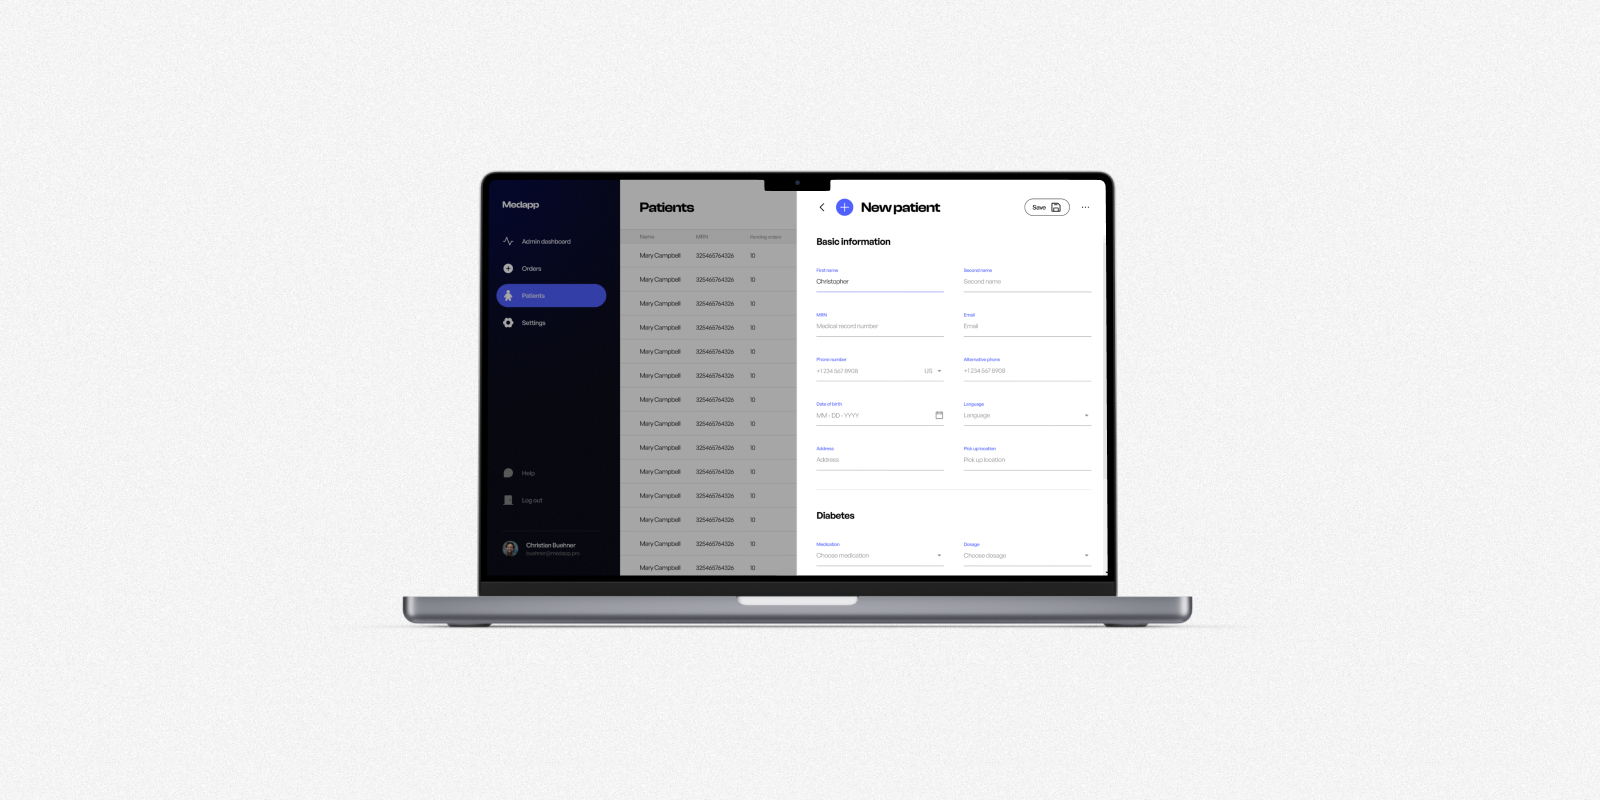 Medapp
Admin dashboard
Orders
Patients
Settings
Help
Log out
Christian Buehner
buehner@medapp.pro
Patients
Name MRN Pending orders
Mary Campbell 325465764326 10
Mary Campbell 325465764326 10
Mary Campbell 325465764326 10
Mary Campbell 325465764326 10
Mary Campbell 325465764326 10
Mary Campbell 325465764326 10
Mary Campbell 325465764326 10
Mary Campbell 325465764326 10
Mary Campbell 325465764326 10
Mary Campbell 325465764326 10
Mary Campbell 325465764326 10
Mary Campbell 325465764326 10
Mary Campbell 325465764326 10
Mary Campbell 325465764326 10
New patient
Save
Basic information
First name Second name
Christopher Second name
MRN Email
Medical record number Email
Phone number Alternative phone
+1 234 567 8908 US +1 234 567 8908
Date of birth Language
MM - DD - YYYY Language
Address Pick up location
Address Pick up location
Diabetes
Medication Dosage
Choose medication Choose dosage